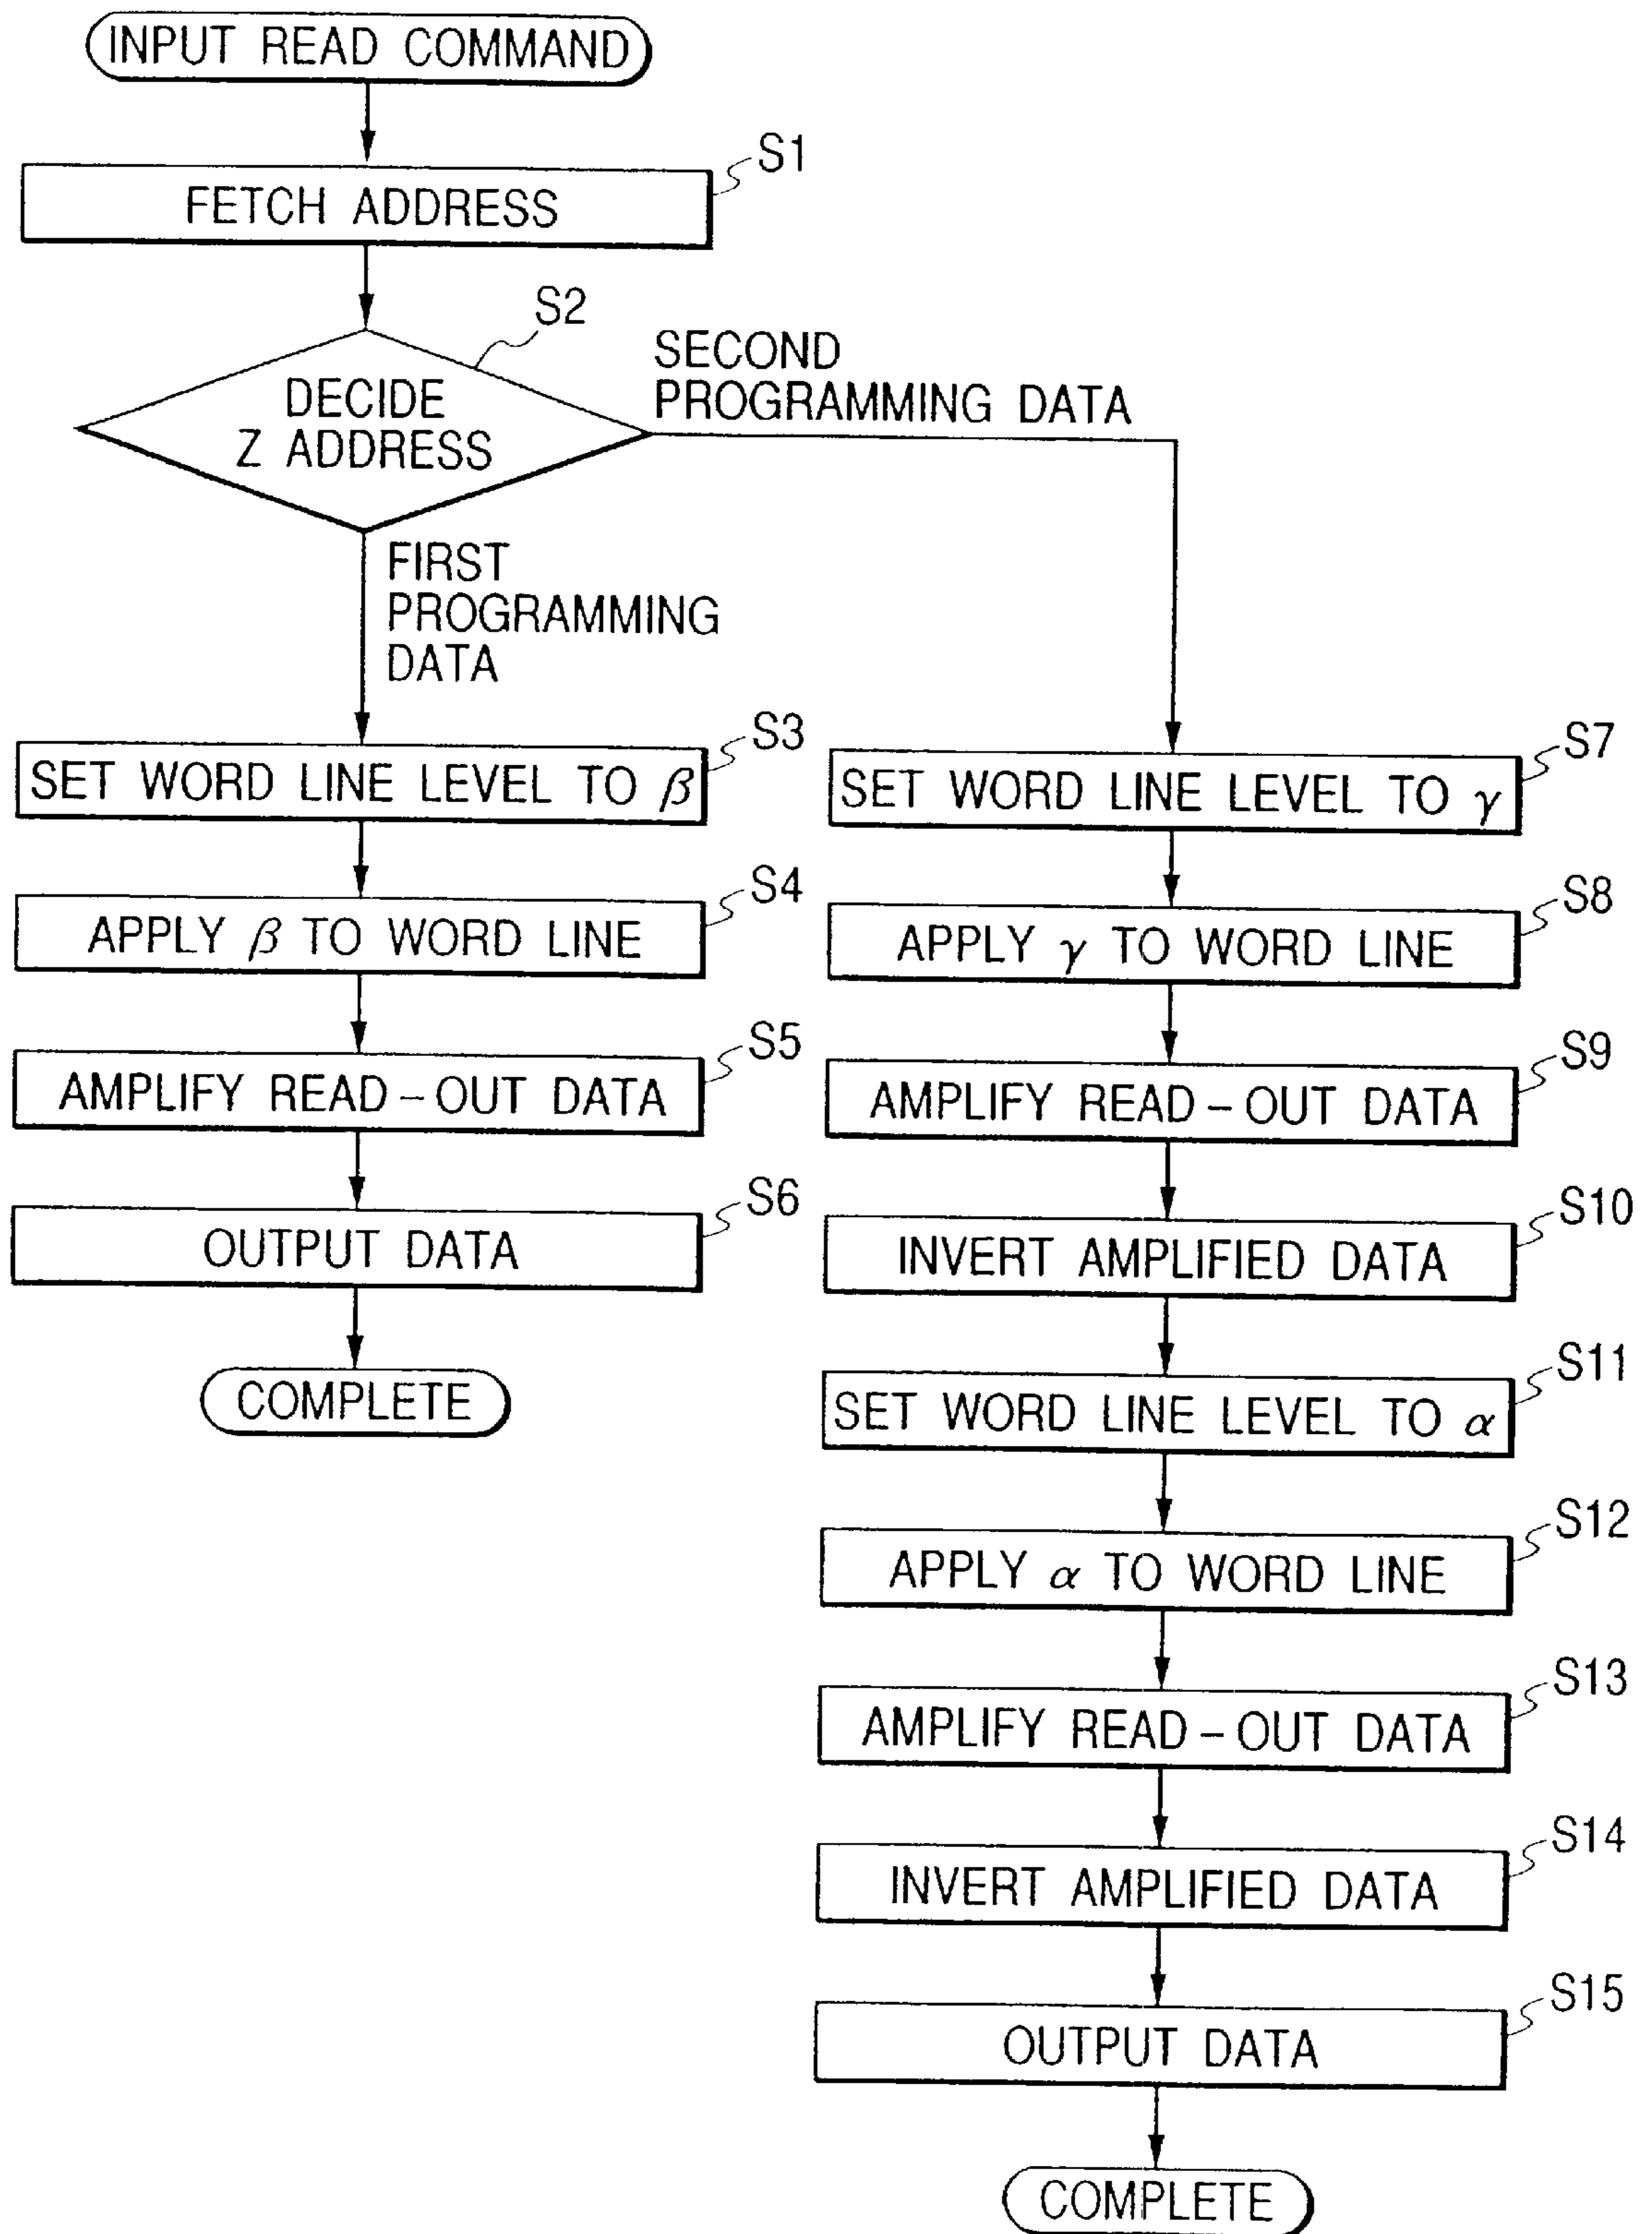 INPUT READ COMMAND
S1
FETCH ADDRESS
S2
DECIDE
Z ADDRESS
SECOND
PROGRAMMING DATA
FIRST
PROGRAMMING
DATA
S3
SET WORD LINE LEVEL TO β
S4
APPLY β TO WORD LINE
S5
AMPLIFY READ-OUT DATA
S6
OUTPUT DATA
COMPLETE
S7
SET WORD LINE LEVEL TO γ
S8
APPLY γ TO WORD LINE
S9
AMPLIFY READ-OUT DATA
S10
INVERT AMPLIFIED DATA
S11
SET WORD LINE LEVEL TO α
S12
APPLY α TO WORD LINE
S13
AMPLIFY READ-OUT DATA
S14
INVERT AMPLIFIED DATA
S15
OUTPUT DATA
COMPLETE